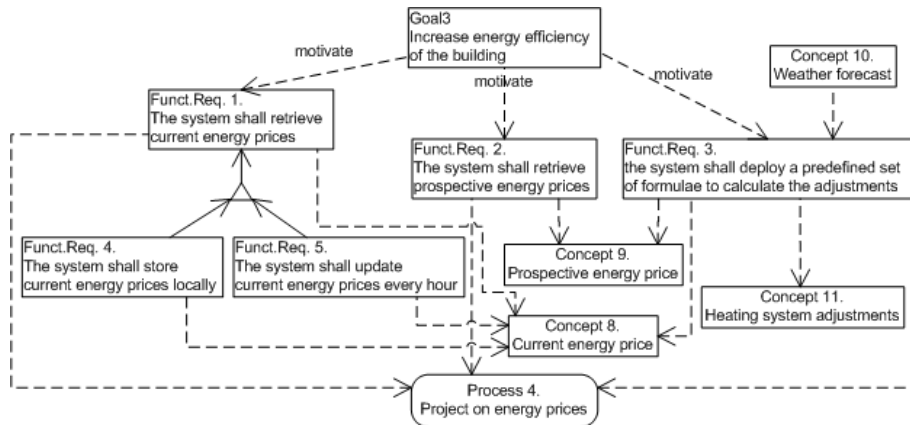 Goal3
Increase energy efficiency
of the building
motivate
motivate
motivate
Concept 10.
Weather forecast
Funct.Req. 1.
The system shall retrieve
current energy prices
Funct.Req. 2.
The system shall retrieve
prospective energy prices
Funct.Req. 3.
the system shall deploy a predefined set
of formulae to calculate the adjustments
Funct.Req. 4.
The system shall store
current energy prices locally
Funct.Req. 5.
The system shall update
current energy prices every hour
Concept 9.
Prospective energy price
Concept 11.
Heating system adjustments
Concept 8.
Current energy price
Process 4.
Project on energy prices